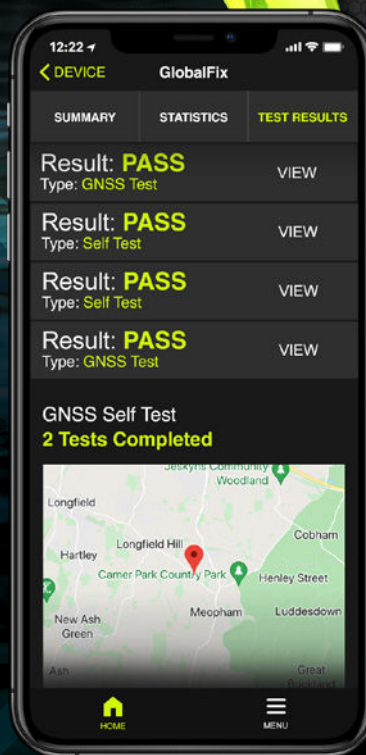 12:22
DEVICE
GlobalFix
SUMMARY
STATISTICS
TEST RESULTS
Result: PASS
Type: GNSS Test
VIEW
Result: PASS
Type: Self Test
VIEW
Result: PASS
Type: Self Test
VIEW
Result: PASS
Type: GNSS Test
VIEW
GNSS Self Test
2 Tests Completed
Jeskyns Community
Woodland
Longfield
Cobham
Longfield Hill
Hartley
Camer Park Country Park
Henley Street
New Ash
Green
Meopham
Luddesdown
Ash
Great
Buckland
HOME
MENU